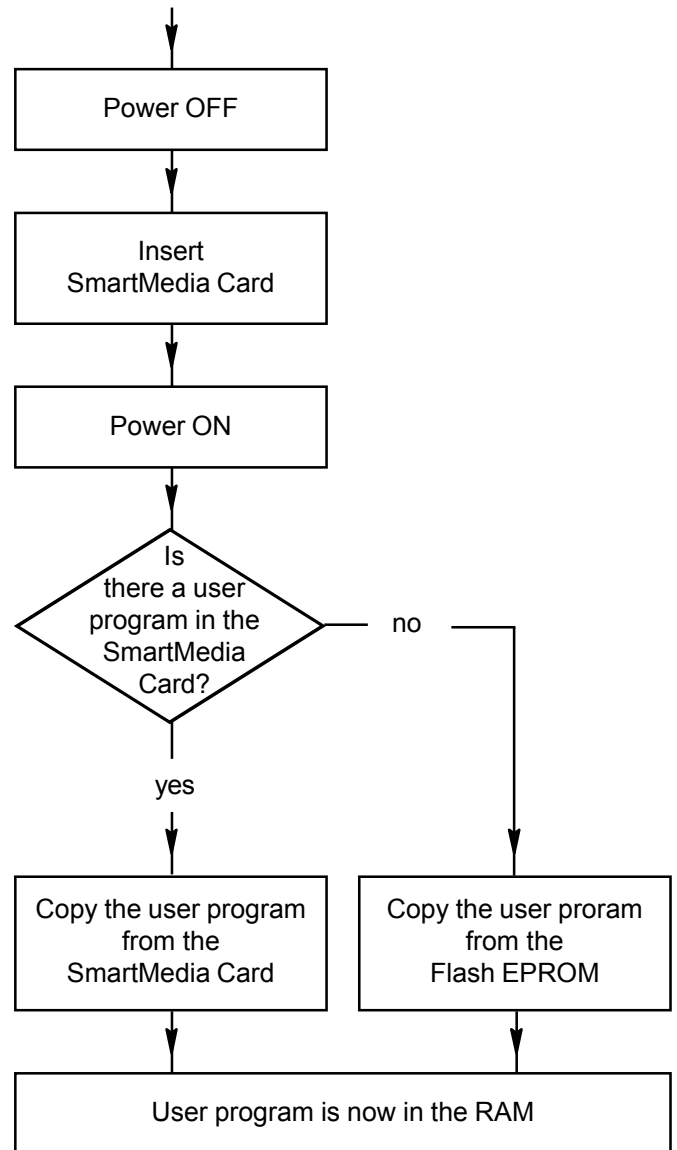 Power OFF
Insert
SmartMedia Card
Power ON
Is
there a user
program in the
SmartMedia
Card?
no
yes
Copy the user program
from the
SmartMedia Card
Copy the user proram
from the
Flash EPROM
User program is now in the RAM